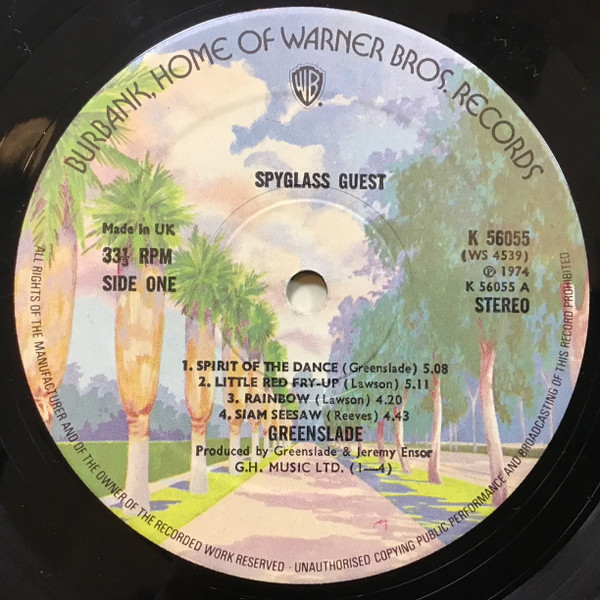 BURBANK, HOME OF WARNER BROS. RECORDS
WB
SPYGLASS GUEST
Made in UK
33⅓ RPM
SIDE ONE
K 56055
(WS 4539)
℗ 1974
K 56055 A
STEREO
1. SPIRIT OF THE DANCE (Greenslade) 5.08
2. LITTLE RED FRY-UP (Lawson) 5.11
3. RAINBOW (Lawson) 4.20
4. SIAM SEESAW (Reeves) 4.43
GREENSLADE
Produced by Greenslade & Jeremy Ensor
G.H. MUSIC LTD. (1—4)
ALL RIGHTS OF THE MANUFACTURER AND OF THE OWNER OF THE RECORDED WORK RESERVED · UNAUTHORISED COPYING PUBLIC PERFORMANCE AND BROADCASTING OF THIS RECORD PROHIBITED